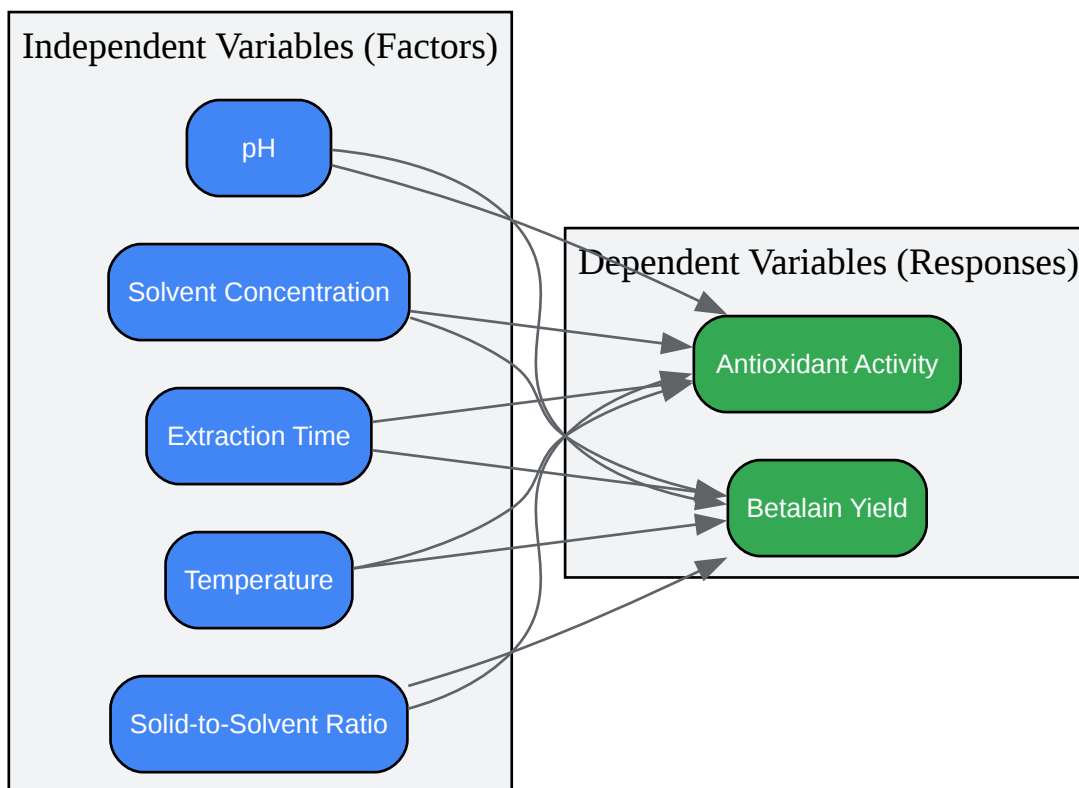 Independent Variables (Factors)
pH
Solvent Concentration
Extraction Time
Temperature
Solid-to-Solvent Ratio
Dependent Variables (Responses)
Antioxidant Activity
Betalain Yield